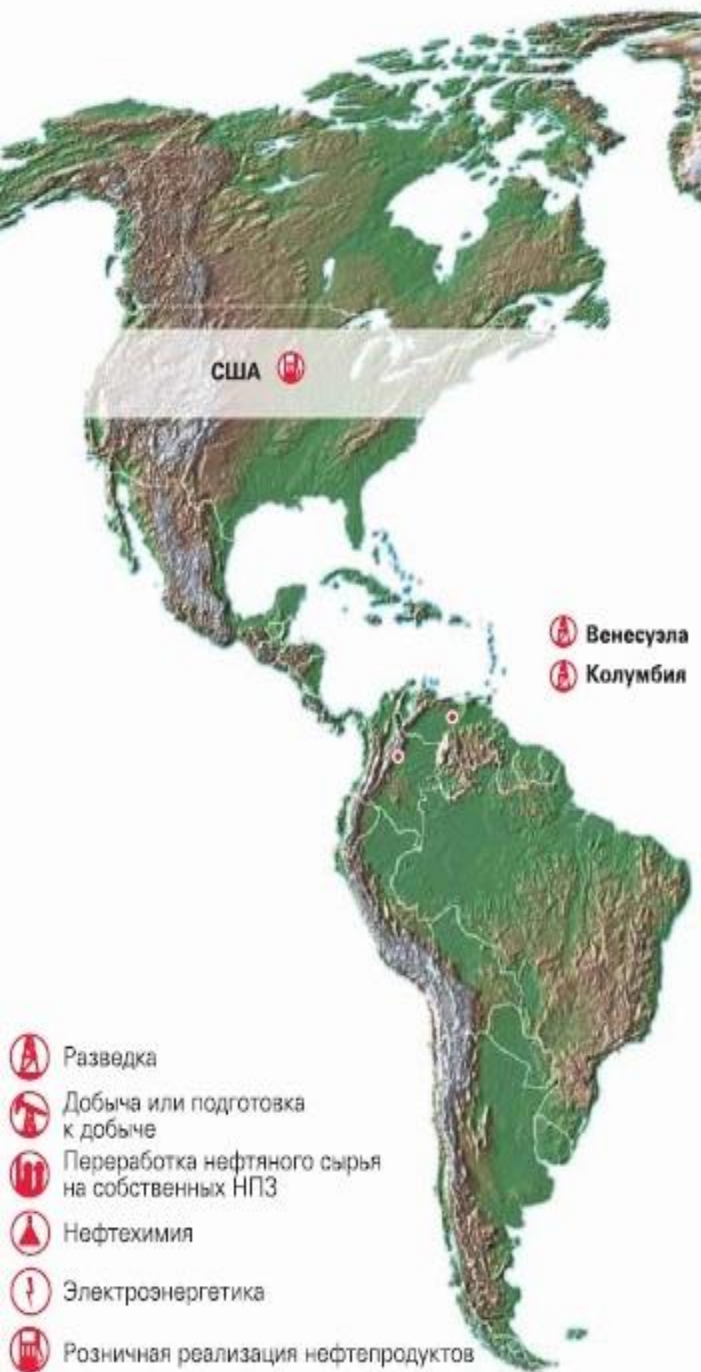 США
Венесуэла
Колумбия
Разведка
Добыча или подготовка
к добыче
Переработка нефтяного сырья
на собственных НПЗ
Нефтехимия
Электроэнергетика
Розничная реализация нефтепродуктов